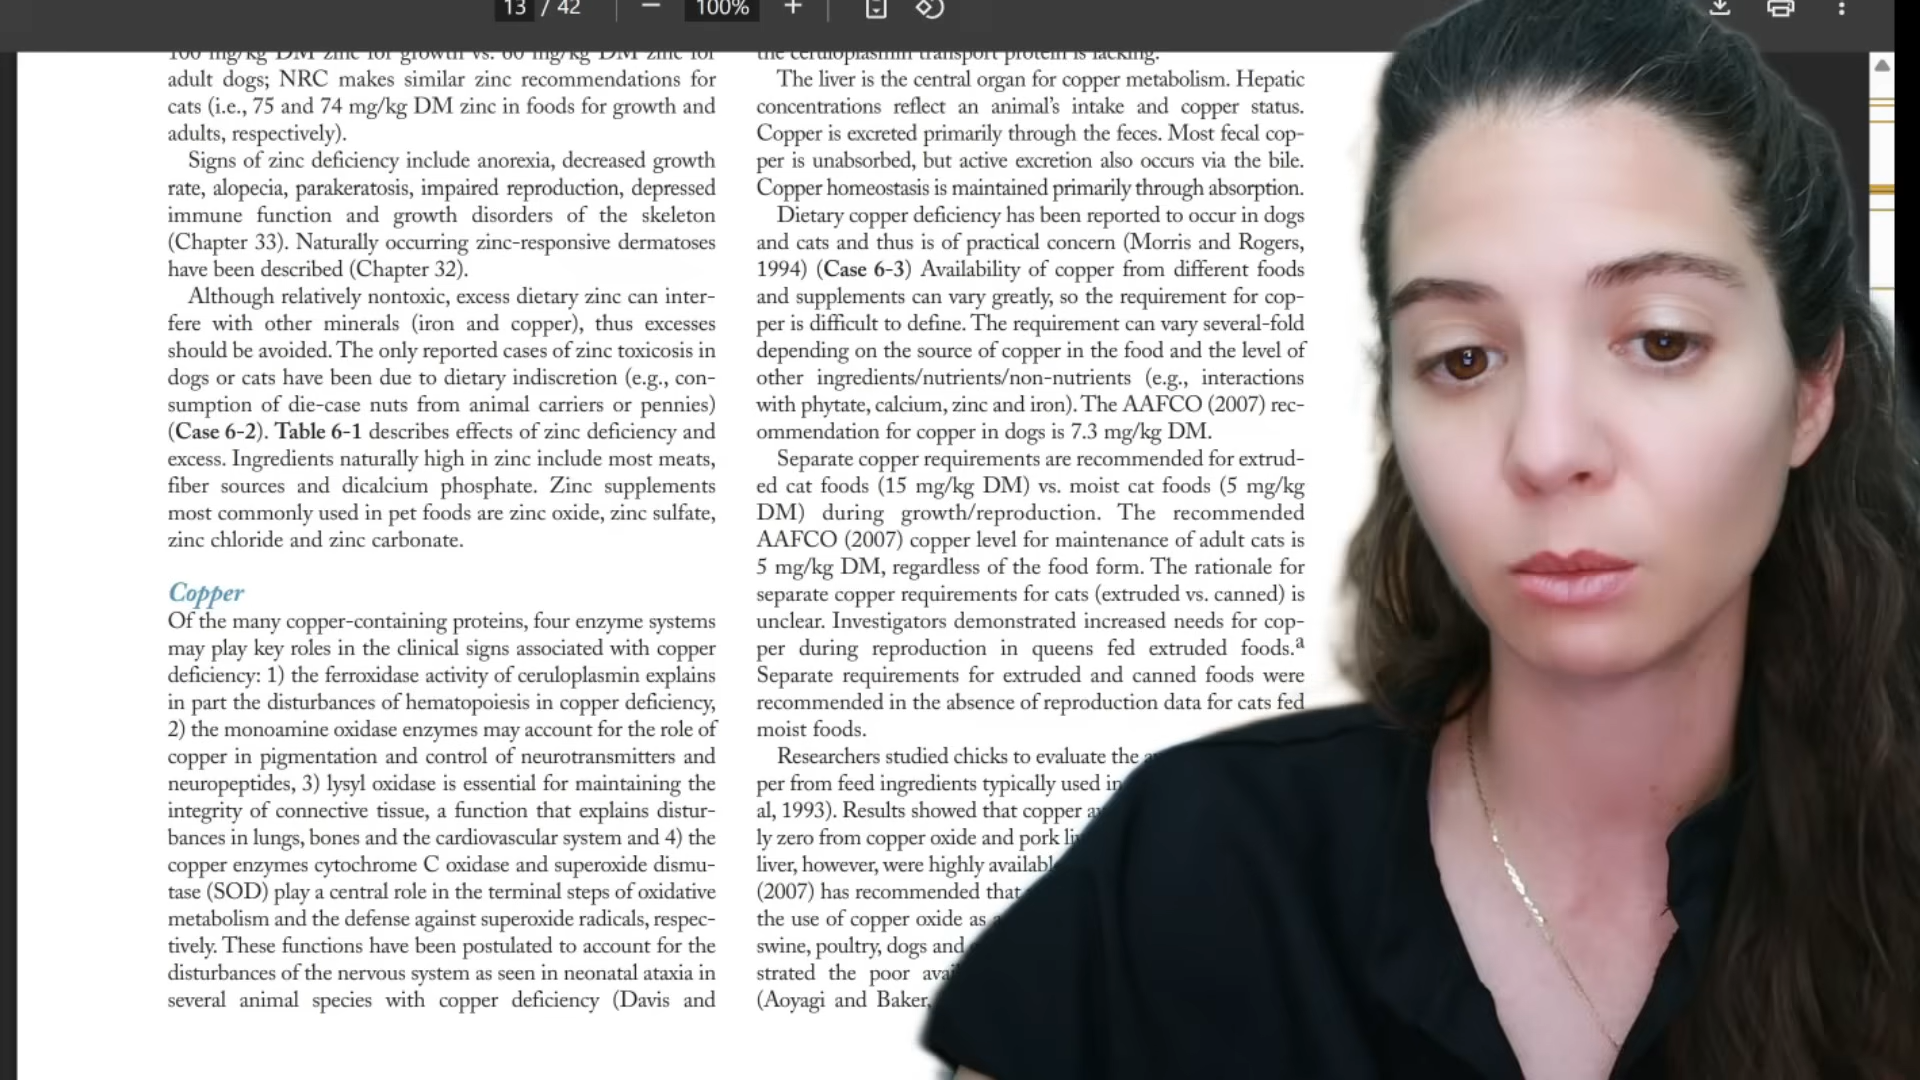 13 / 42
100%
100 mg/kg DM zinc for growth vs. 60 mg/kg DM zinc for
adult dogs; NRC makes similar zinc recommendations for
cats (i.e., 75 and 74 mg/kg DM zinc in foods for growth and
adults, respectively).
Signs of zinc deficiency include anorexia, decreased growth
rate, alopecia, parakeratosis, impaired reproduction, depressed
immune function and growth disorders of the skeleton
(Chapter 33). Naturally occurring zinc-responsive dermatoses
have been described (Chapter 32).
Although relatively nontoxic, excess dietary zinc can inter-
fere with other minerals (iron and copper), thus excesses
should be avoided. The only reported cases of zinc toxicosis in
dogs or cats have been due to dietary indiscretion (e.g., con-
sumption of die-case nuts from animal carriers or pennies)
(Case 6-2). Table 6-1 describes effects of zinc deficiency and
excess. Ingredients naturally high in zinc include most meats,
fiber sources and dicalcium phosphate. Zinc supplements
most commonly used in pet foods are zinc oxide, zinc sulfate,
zinc chloride and zinc carbonate.
Copper
Of the many copper-containing proteins, four enzyme systems
may play key roles in the clinical signs associated with copper
deficiency: 1) the ferroxidase activity of ceruloplasmin explains
in part the disturbances of hematopoiesis in copper deficiency,
2) the monoamine oxidase enzymes may account for the role of
copper in pigmentation and control of neurotransmitters and
neuropeptides, 3) lysyl oxidase is essential for maintaining the
integrity of connective tissue, a function that explains distur-
bances in lungs, bones and the cardiovascular system and 4) the
copper enzymes cytochrome C oxidase and superoxide dismu-
tase (SOD) play a central role in the terminal steps of oxidative
metabolism and the defense against superoxide radicals, respec-
tively. These functions have been postulated to account for the
disturbances of the nervous system as seen in neonatal ataxia in
several animal species with copper deficiency (Davis and
the ceruloplasmin transport protein is lacking.
The liver is the central organ for copper metabolism. Hepatic
concentrations reflect an animal's intake and copper status.
Copper is excreted primarily through the feces. Most fecal cop-
per is unabsorbed, but active excretion also occurs via the bile.
Copper homeostasis is maintained primarily through absorption.
Dietary copper deficiency has been reported to occur in dogs
and cats and thus is of practical concern (Morris and Rogers,
1994) (Case 6-3) Availability of copper from different foods
and supplements can vary greatly, so the requirement for cop-
per is difficult to define. The requirement can vary several-fold
depending on the source of copper in the food and the level of
other ingredients/nutrients/non-nutrients (e.g., interactions
with phytate, calcium, zinc and iron). The AAFCO (2007) rec-
ommendation for copper in dogs is 7.3 mg/kg DM.
Separate copper requirements are recommended for extrud-
ed cat foods (15 mg/kg DM) vs. moist cat foods (5 mg/kg
DM) during growth/reproduction. The recommended
AAFCO (2007) copper level for maintenance of adult cats is
5 mg/kg DM, regardless of the food form. The rationale for
separate copper requirements for cats (extruded vs. canned) is
unclear. Investigators demonstrated increased needs for cop-
per during reproduction in queens fed extruded foods.ª
Separate requirements for extruded and canned foods were
recommended in the absence of reproduction data for cats fed
moist foods.
Researchers studied chicks to evaluate the
per from feed ingredients typically used in
al, 1993). Results showed that copper
ly zero from copper oxide and pork
liver, however, were highly
(2007) has recommended that
the use of copper oxide as
swine, poultry, dogs and
strated the poor
(Aoyagi and Baker,